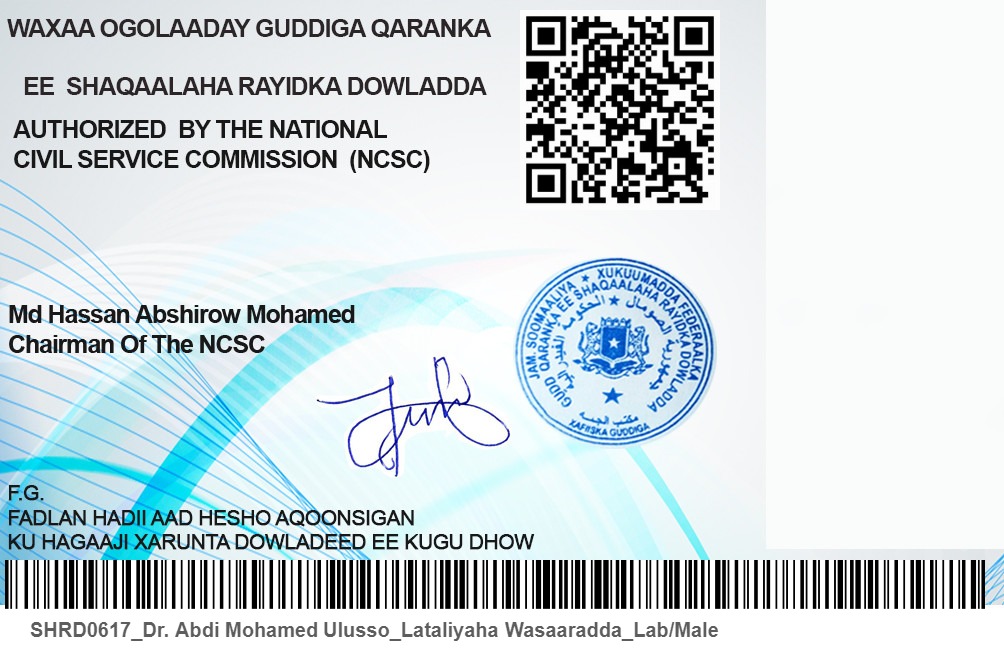 WAXAA OGOLAADAY GUDDIGA QARANKA
EE SHAQAALAHA RAYIDKA DOWLADDA
AUTHORIZED BY THE NATIONAL
CIVIL SERVICE COMMISSION (NCSC)
Md Hassan Abshirow Mohamed
Chairman Of The NCSC
JAM. SOOMAALIYA ★ XUKUUMADDA FEDERAALKA
GUDD QARANKA EE SHAQAALAHA RAYIDKA DOWLADDA
جمهورية الصومال
XAFIISKA GUDDIGA
F.G.
FADLAN HADII AAD HESHO AQOONSIGAN
KU HAGAAJI XARUNTA DOWLADEED EE KUGU DHOW
SHRD0617_Dr. Abdi Mohamed Ulusso_Lataliyaha Wasaaradda_Lab/Male